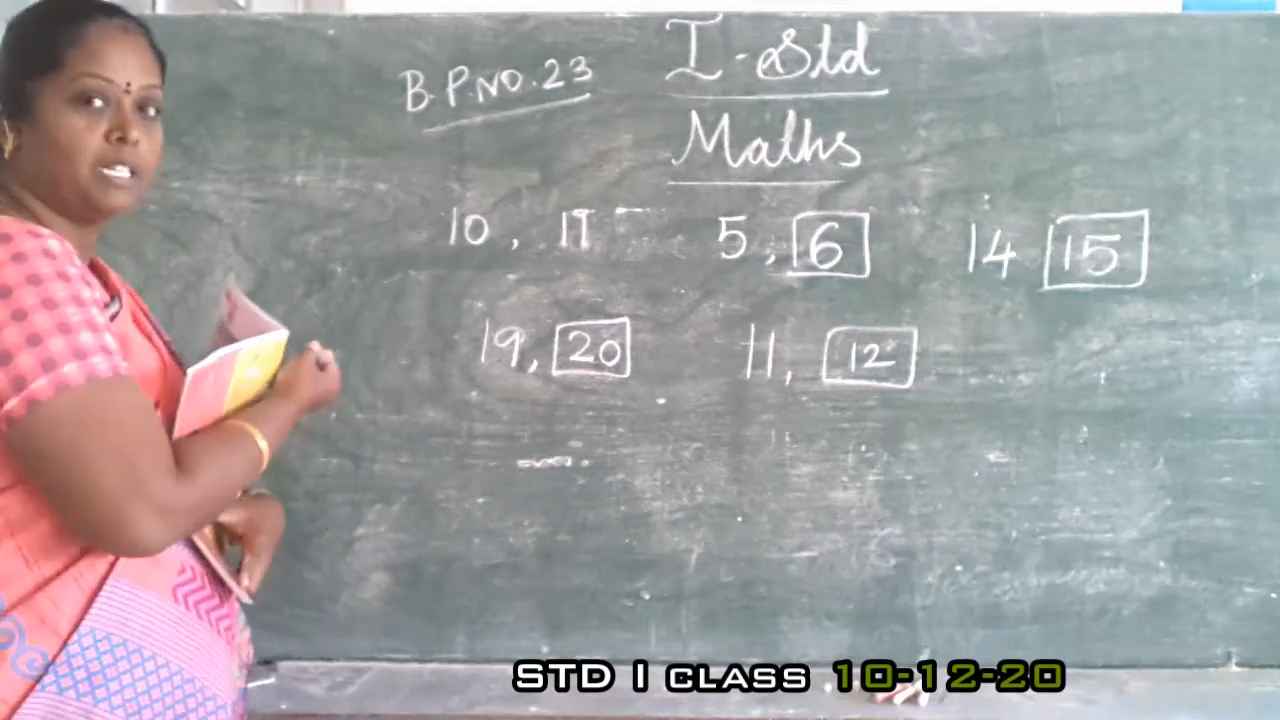 I - Std
B.P.NO.23
Maths
10, 11 5, 6 14 15
19, 20 11, 12
STD I CLASS 10-12-20